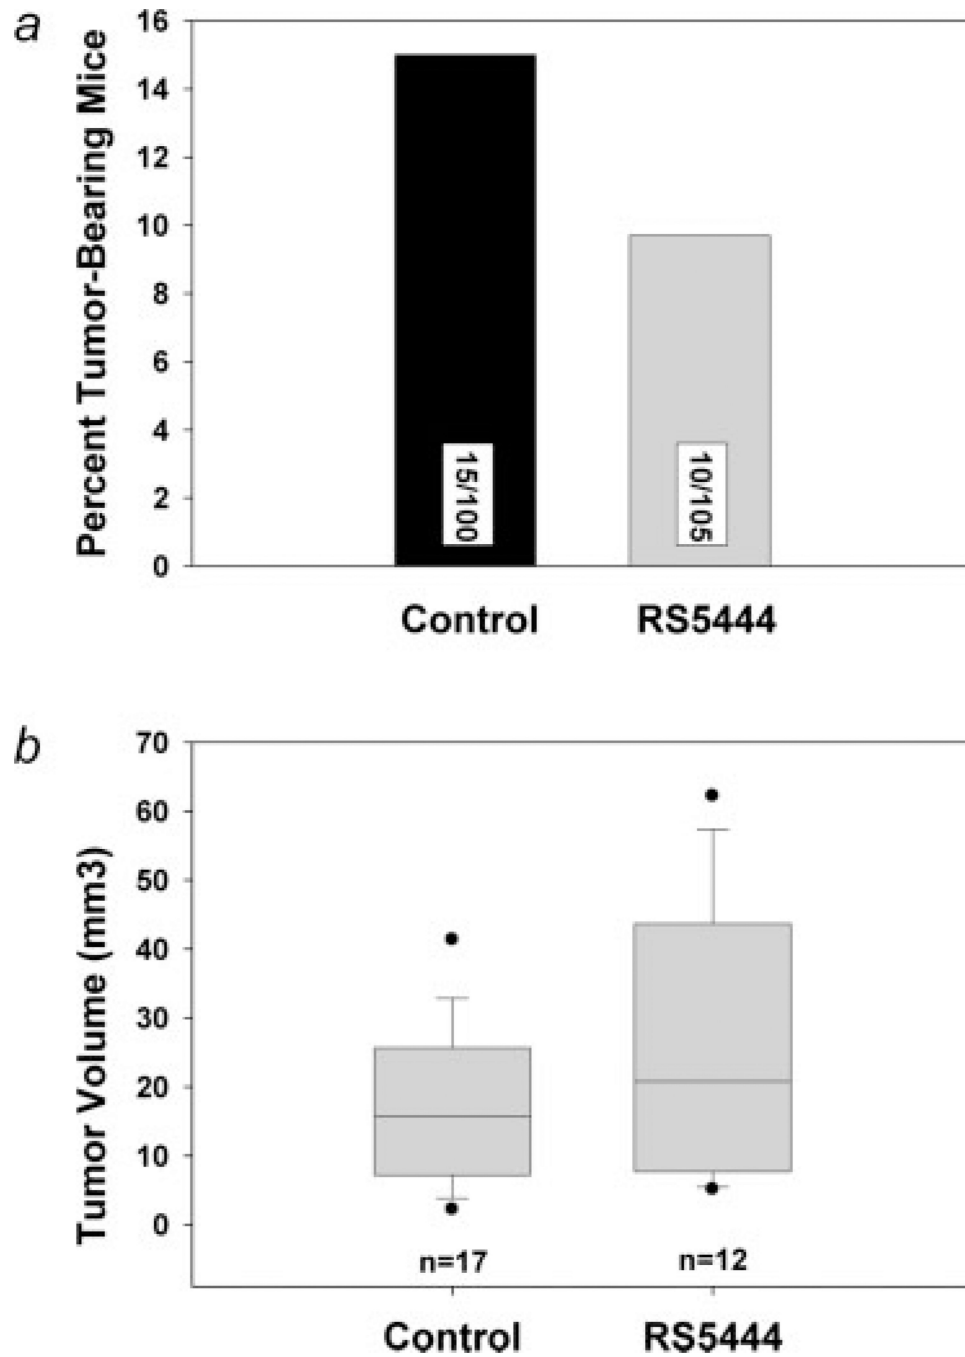 a
Percent Tumor-Bearing Mice
16
14
12
10
8
6
4
2
0
15/100
10/105
Control RS5444
b
Tumor Volume (mm3)
70
60
50
40
30
20
10
0
n=17 n=12
Control RS5444